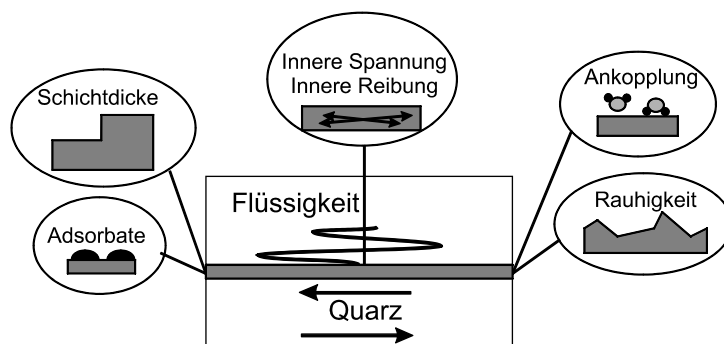 Innere Spannung
Innere Reibung
Schichtdicke
Ankopplung
Flüssigkeit
Rauhigkeit
Adsorbate
Quarz